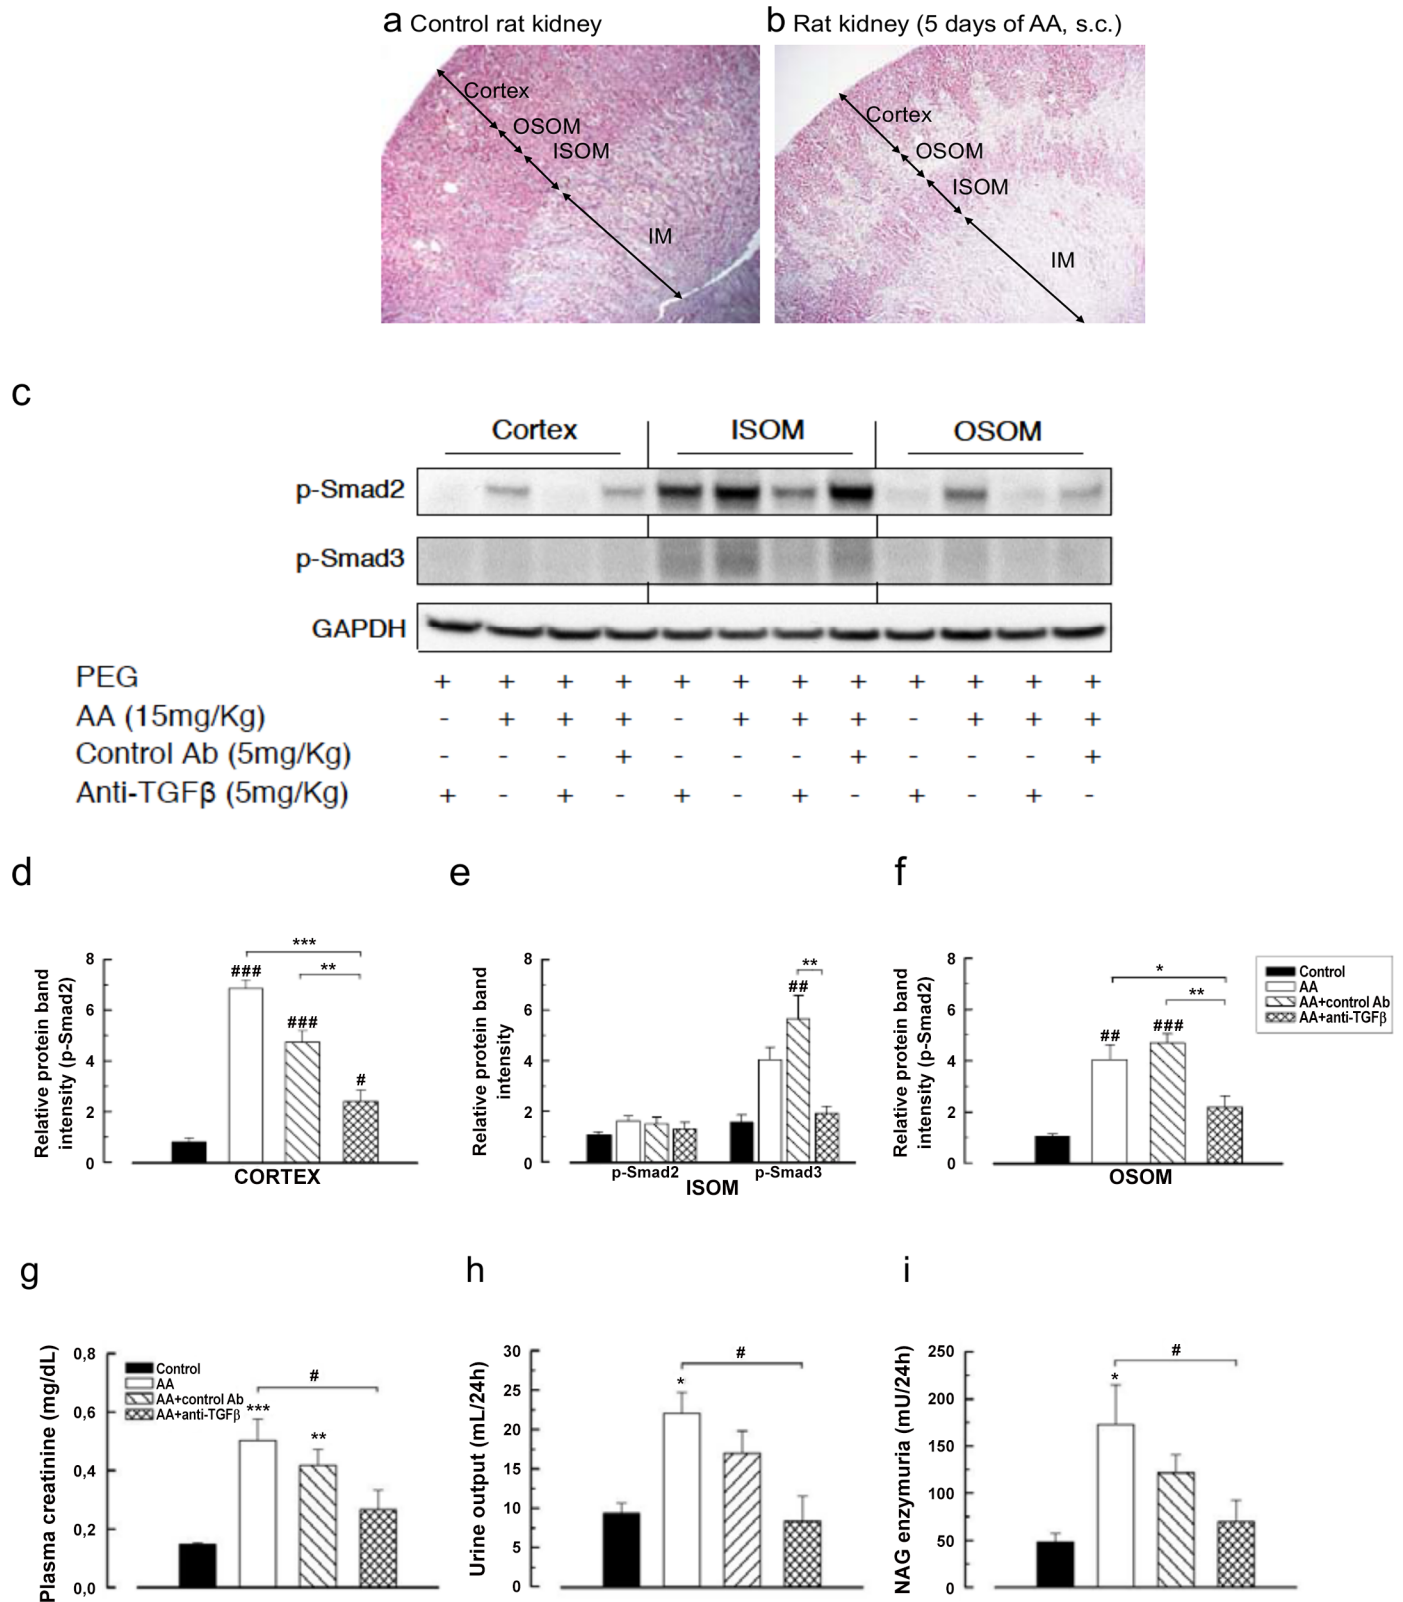 a Control rat kidney
b Rat kidney (5 days of AA, s.c.)
Cortex
OSOM
ISOM
IM
Cortex
OSOM
ISOM
IM
c
Cortex ISOM OSOM
p-Smad2
p-Smad3
GAPDH
PEG + + + + + + + + + + + +
AA (15mg/Kg) - + + + - + + + - + + +
Control Ab (5mg/Kg) - - - + - - - + - - - +
Anti-TGFβ (5mg/Kg) + - + - + - + - + - + -
d
Relative protein band
intensity (p-Smad2)
8
6
4
2
0
***
**
###
###
#
CORTEX
e
Relative protein band
intensity
8
6
4
2
0
**
##
p-Smad2 p-Smad3
ISOM
f
Relative protein band
intensity (p-Smad2)
8
6
4
2
0
*
**
##
###
OSOM
Control
AA
AA+control Ab
AA+anti-TGFβ
g
Plasma creatinine (mg/dL)
0,8
0,6
0,4
0,2
0,0
Control
AA
AA+control Ab
AA+anti-TGFβ
#
***
**
h
Urine output (mL/24h)
30
25
20
15
10
5
0
#
*
i
NAG enzymuria (mU/24h)
250
200
150
100
50
0
#
*